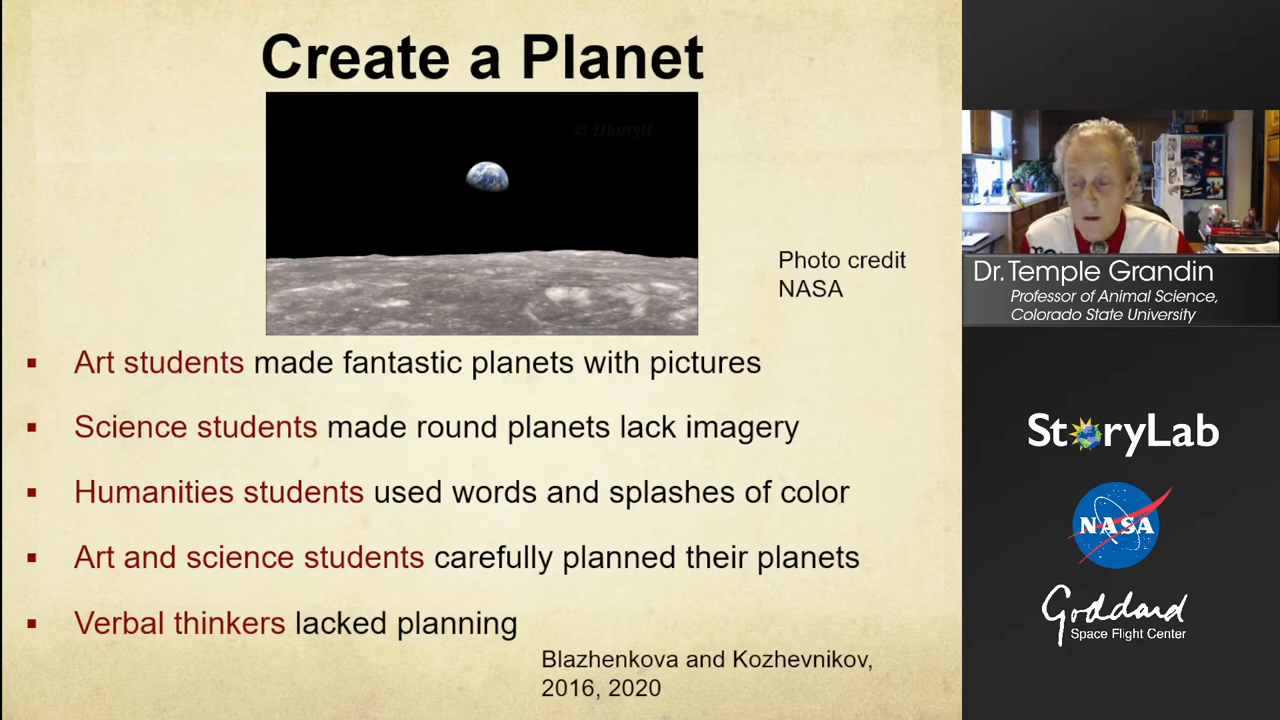 Create a Planet
Photo credit
NASA
▪ Art students made fantastic planets with pictures
▪ Science students made round planets lack imagery
▪ Humanities students used words and splashes of color
▪ Art and science students carefully planned their planets
▪ Verbal thinkers lacked planning
Blazhenkova and Kozhevnikov,
2016, 2020
Dr. Temple Grandin
Professor of Animal Science,
Colorado State University
StoryLab
NASA
Goddard
Space Flight Center